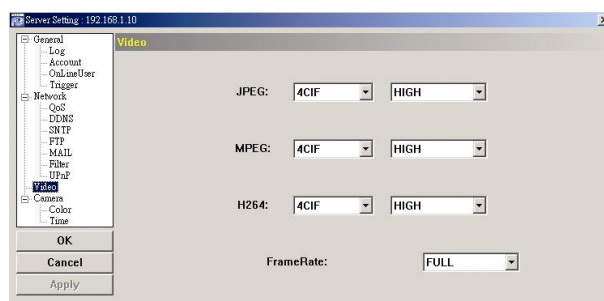 Server Setting : 192.168.1.10
General
Log
Account
OnLineUser
Trigger
Network
QoS
DDNS
SNTP
FTP
MAIL
Filter
UPnP
Video
Camera
Color
Time
OK
Cancel
Apply
Video
JPEG: 4CIF HIGH
MPEG: 4CIF HIGH
H264: 4CIF HIGH
FrameRate: FULL